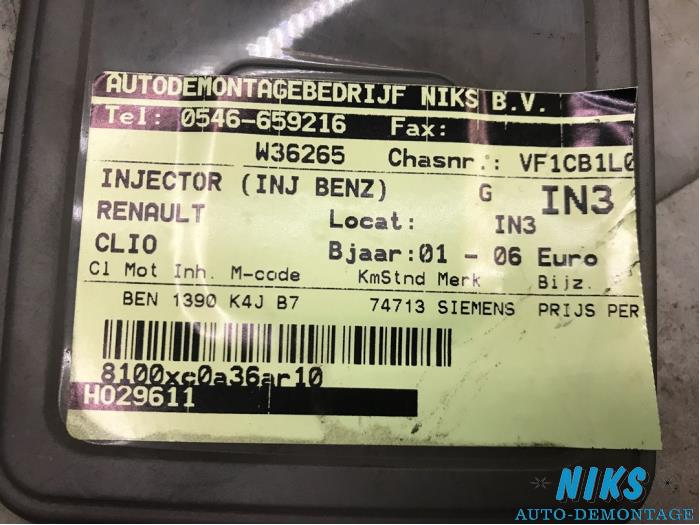 AUTODEMONTAGEBEDRIJF NIKS B.V.
Tel: 0546-659216 Fax:
W36265 Chasnr.: VF1CB1L0
INJECTOR (INJ BENZ) G IN3
RENAULT Locat: IN3
CLIO Bjaar:01 - 06 Euro
Cl Mot Inh. M-code KmStnd Merk Bijz.
BEN 1390 K4J B7 74713 SIEMENS PRIJS PER
8100xc0a36ar10
H029611
NIKS
AUTO-DEMONTAGE